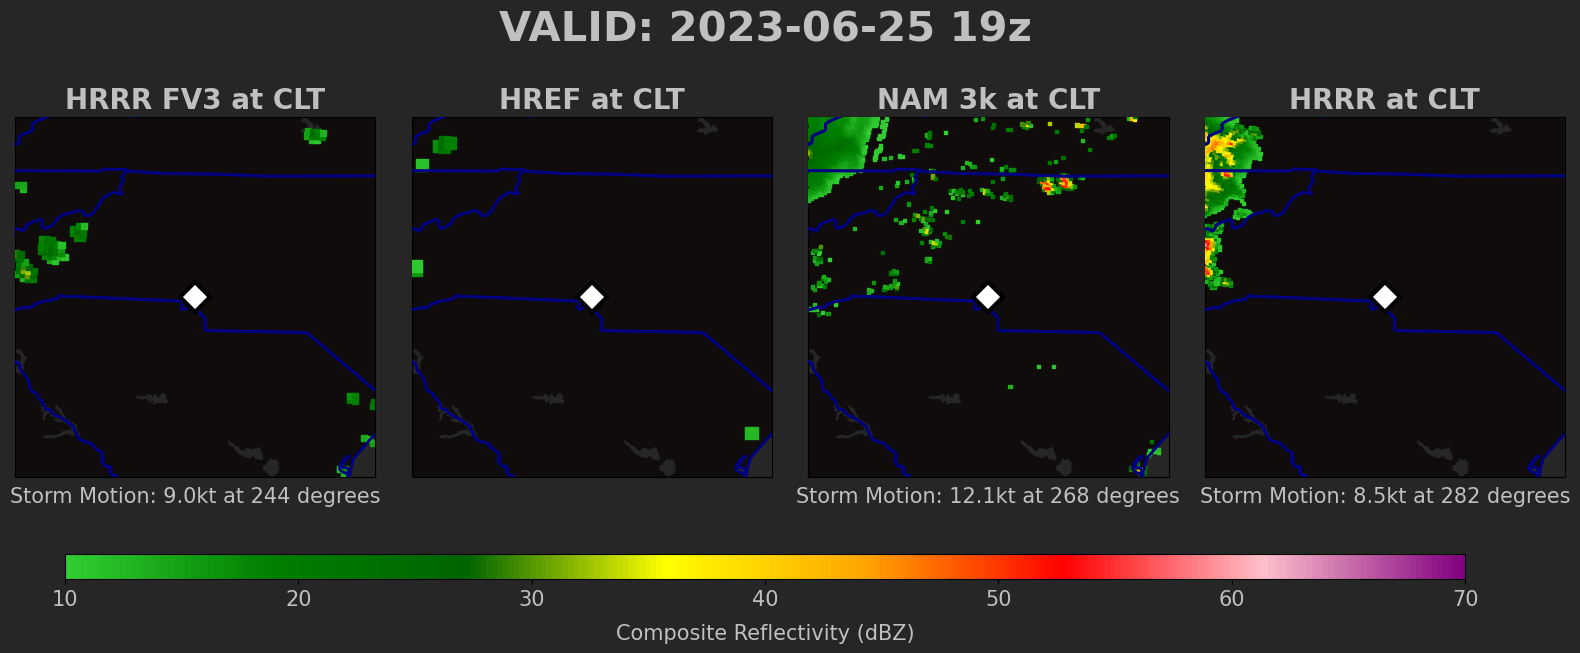 VALID: 2023-06-25 19z
HRRR FV3 at CLT
HREF at CLT
NAM 3k at CLT
HRRR at CLT
Storm Motion: 9.0kt at 244 degrees
Storm Motion: 12.1kt at 268 degrees
Storm Motion: 8.5kt at 282 degrees
10 20 30 40 50 60 70
Composite Reflectivity (dBZ)